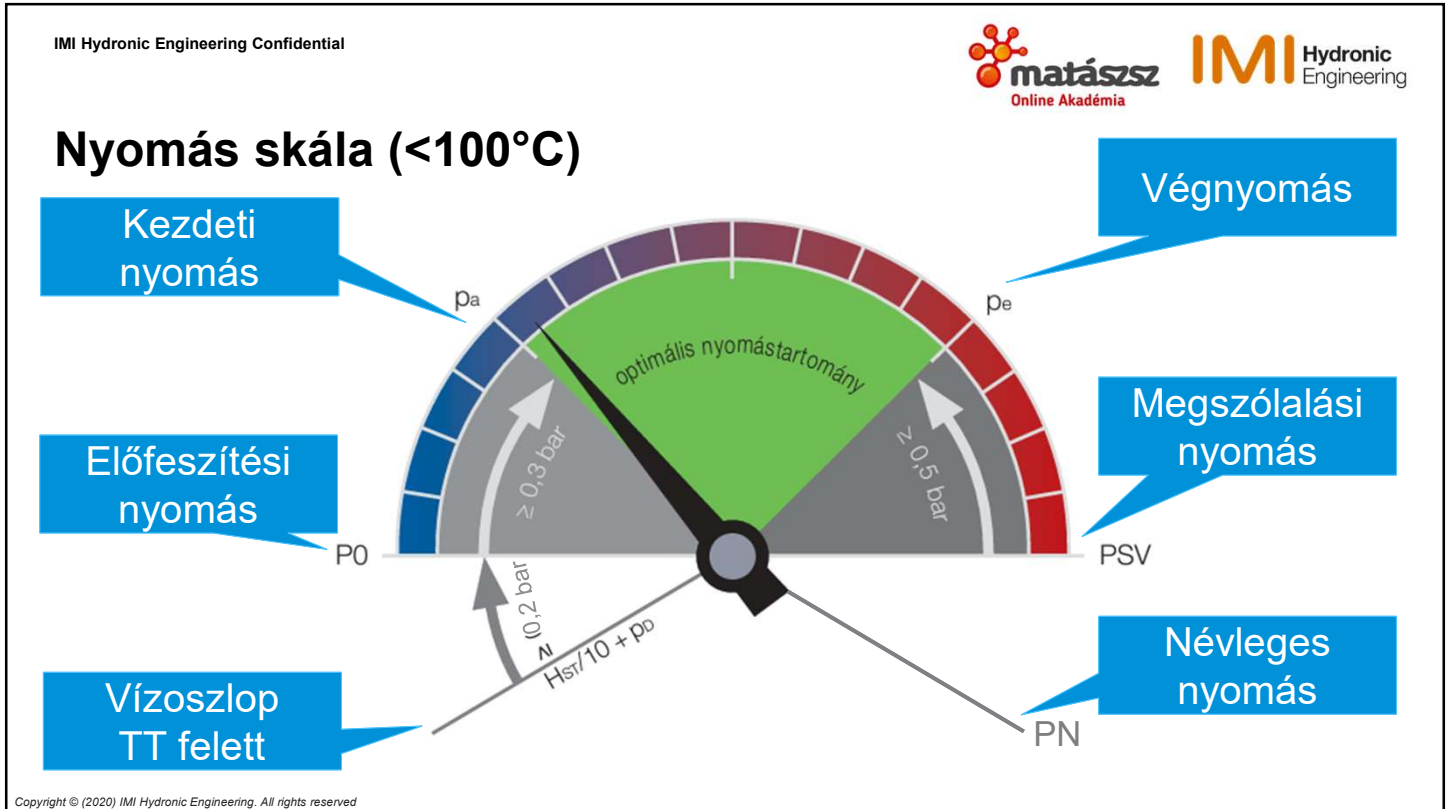 IMI Hydronic Engineering Confidential
matászsz
Online Akadémia
IMI Hydronic
Engineering
Nyomás skála (<100°C)
Kezdeti
nyomás
Végnyomás
pa
pe
optimális nyomástartomány
Előfeszítési
nyomás
≥ 0,3 bar
≥ 0,5 bar
Megszólalási
nyomás
P0
PSV
≥ (0,2 bar
HST/10 + pD
Vízoszlop
TT felett
Névleges
nyomás
PN
Copyright © (2020) IMI Hydronic Engineering. All rights reserved